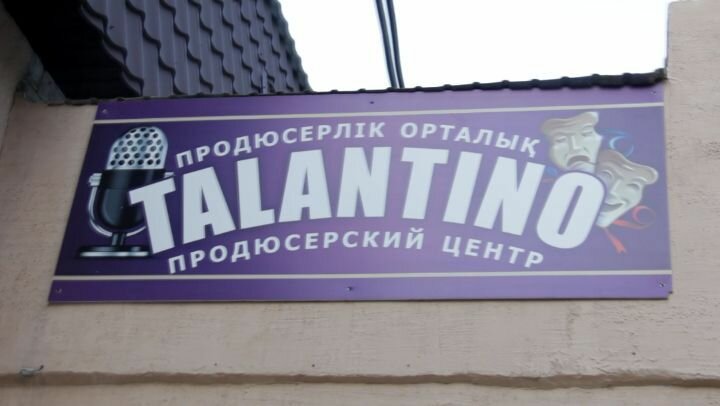 ПРОДЮСЕРЛІК ОРТАЛЫҚ
TALANTINO
ПРОДЮСЕРСКИЙ ЦЕНТР